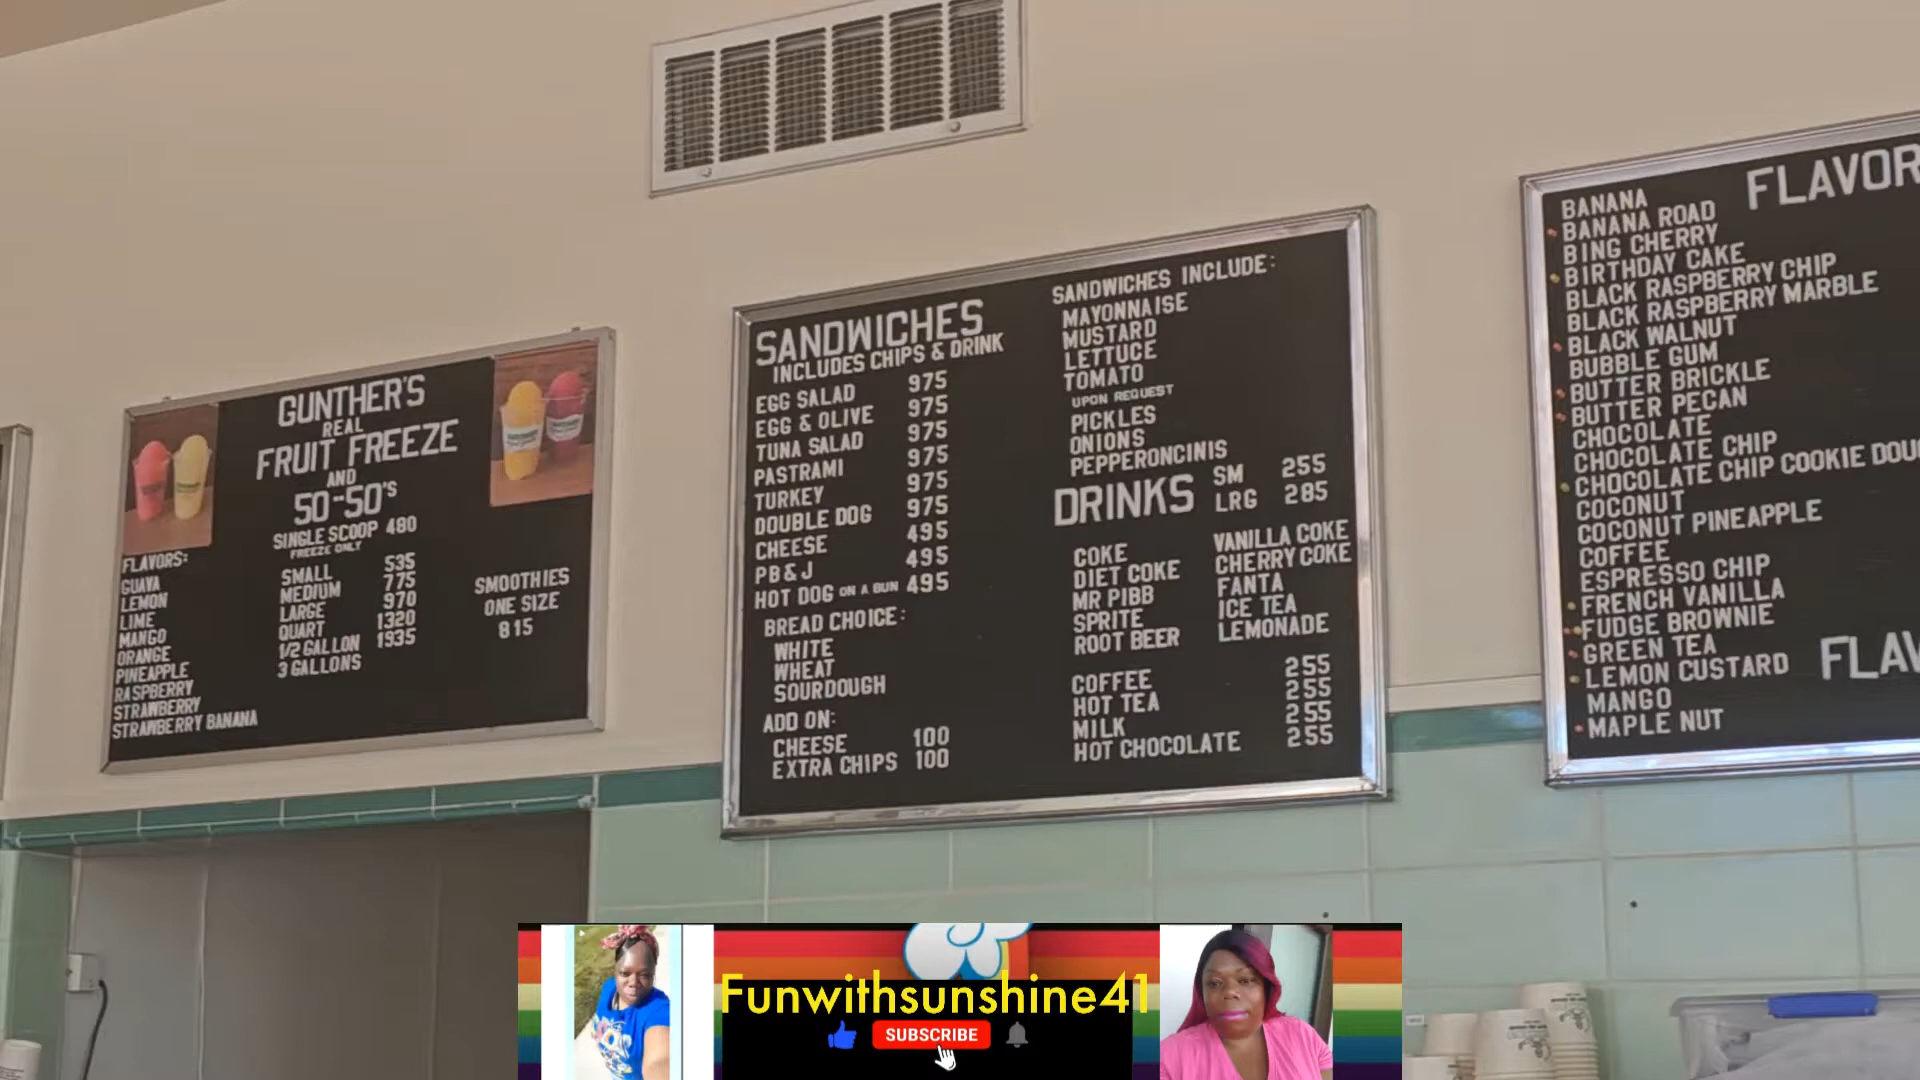 GUNTHER'S
REAL
FRUIT FREEZE
AND
50-50'S
SINGLE SCOOP 480
FREEZE ONLY
FLAVORS:
GUAVA
LEMON
LIME
MANGO
ORANGE
PINEAPPLE
RASPBERRY
STRAWBERRY
STRAWBERRY BANANA
SMALL 535
MEDIUM 775
LARGE 970
QUART 1320
1/2 GALLON 1935
3 GALLONS
SMOOTHIES
ONE SIZE
815
SANDWICHES
INCLUDES CHIPS & DRINK
EGG SALAD 975
EGG & OLIVE 975
TUNA SALAD 975
PASTRAMI 975
TURKEY 975
DOUBLE DOG 975
CHEESE 495
PB&J 495
HOT DOG ON A BUN 495
BREAD CHOICE:
WHITE
WHEAT
SOURDOUGH
ADD ON:
CHEESE 100
EXTRA CHIPS 100
SANDWICHES INCLUDE:
MAYONNAISE
MUSTARD
LETTUCE
TOMATO
UPON REQUEST
PICKLES
ONIONS
PEPPERONCINIS
DRINKS
SM 255
LRG 285
COKE
DIET COKE
MR PIBB
SPRITE
ROOT BEER
VANILLA COKE
CHERRY COKE
FANTA
ICE TEA
LEMONADE
COFFEE 255
HOT TEA 255
MILK 255
HOT CHOCOLATE 255
FLAVOR
BANANA
BANANA ROAD
BING CHERRY
BIRTHDAY CAKE
BLACK RASPBERRY CHIP
BLACK RASPBERRY MARBLE
BLACK WALNUT
BUBBLE GUM
BUTTER BRICKLE
BUTTER PECAN
CHOCOLATE
CHOCOLATE CHIP
CHOCOLATE CHIP COOKIE DOU
COCONUT
COCONUT PINEAPPLE
COFFEE
ESPRESSO CHIP
FRENCH VANILLA
FUDGE BROWNIE
GREEN TEA
LEMON CUSTARD
MANGO
MAPLE NUT
FLAV
Funwithsunshine41
SUBSCRIBE